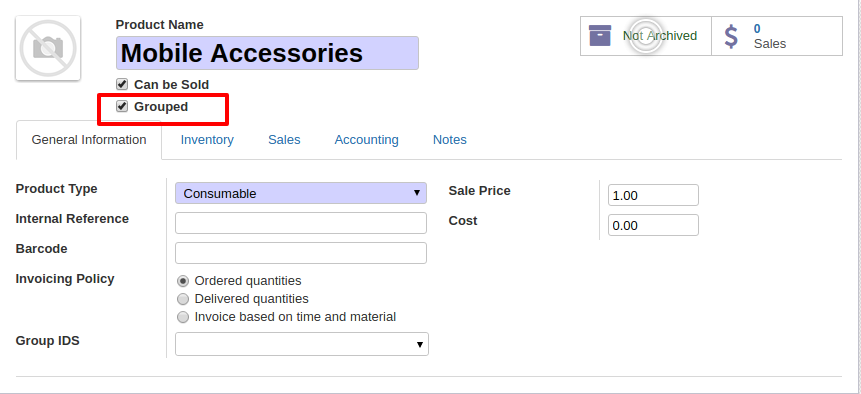 Product Name
Mobile Accessories
Can be Sold
Grouped
Not Archived
0
Sales
General Information
Inventory
Sales
Accounting
Notes
Product Type
Consumable
Internal Reference
Barcode
Invoicing Policy
Ordered quantities
Delivered quantities
Invoice based on time and material
Group IDS
Sale Price
1.00
Cost
0.00